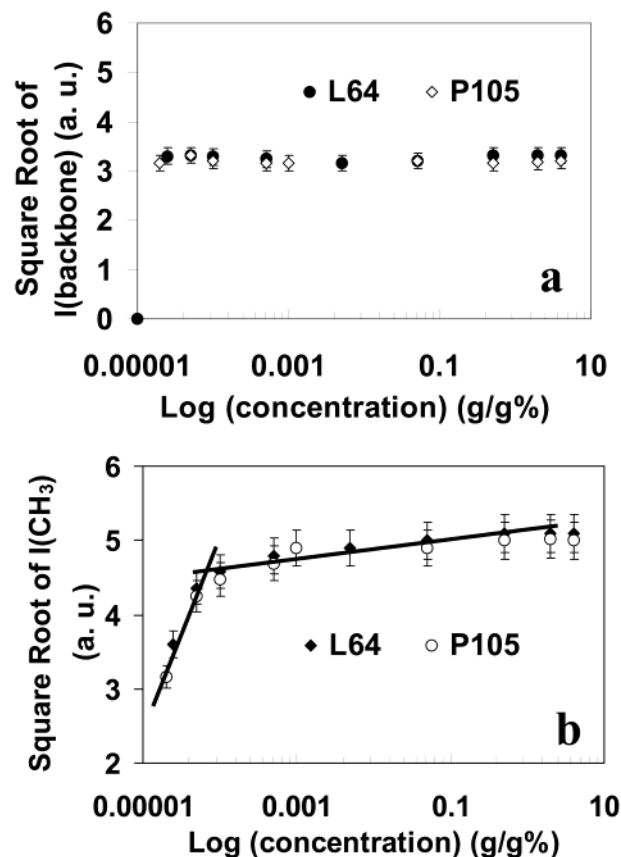 6
5
4
3
2
1
0
Square Root of
I(backbone) (a. u.)
L64 P105
a
0.00001 0.001 0.1 10
Log (concentration) (g/g%)
6
5
4
3
2
Square Root of I(CH₃)
(a. u.)
L64 P105
b
0.00001 0.001 0.1 10
Log (concentration) (g/g%)